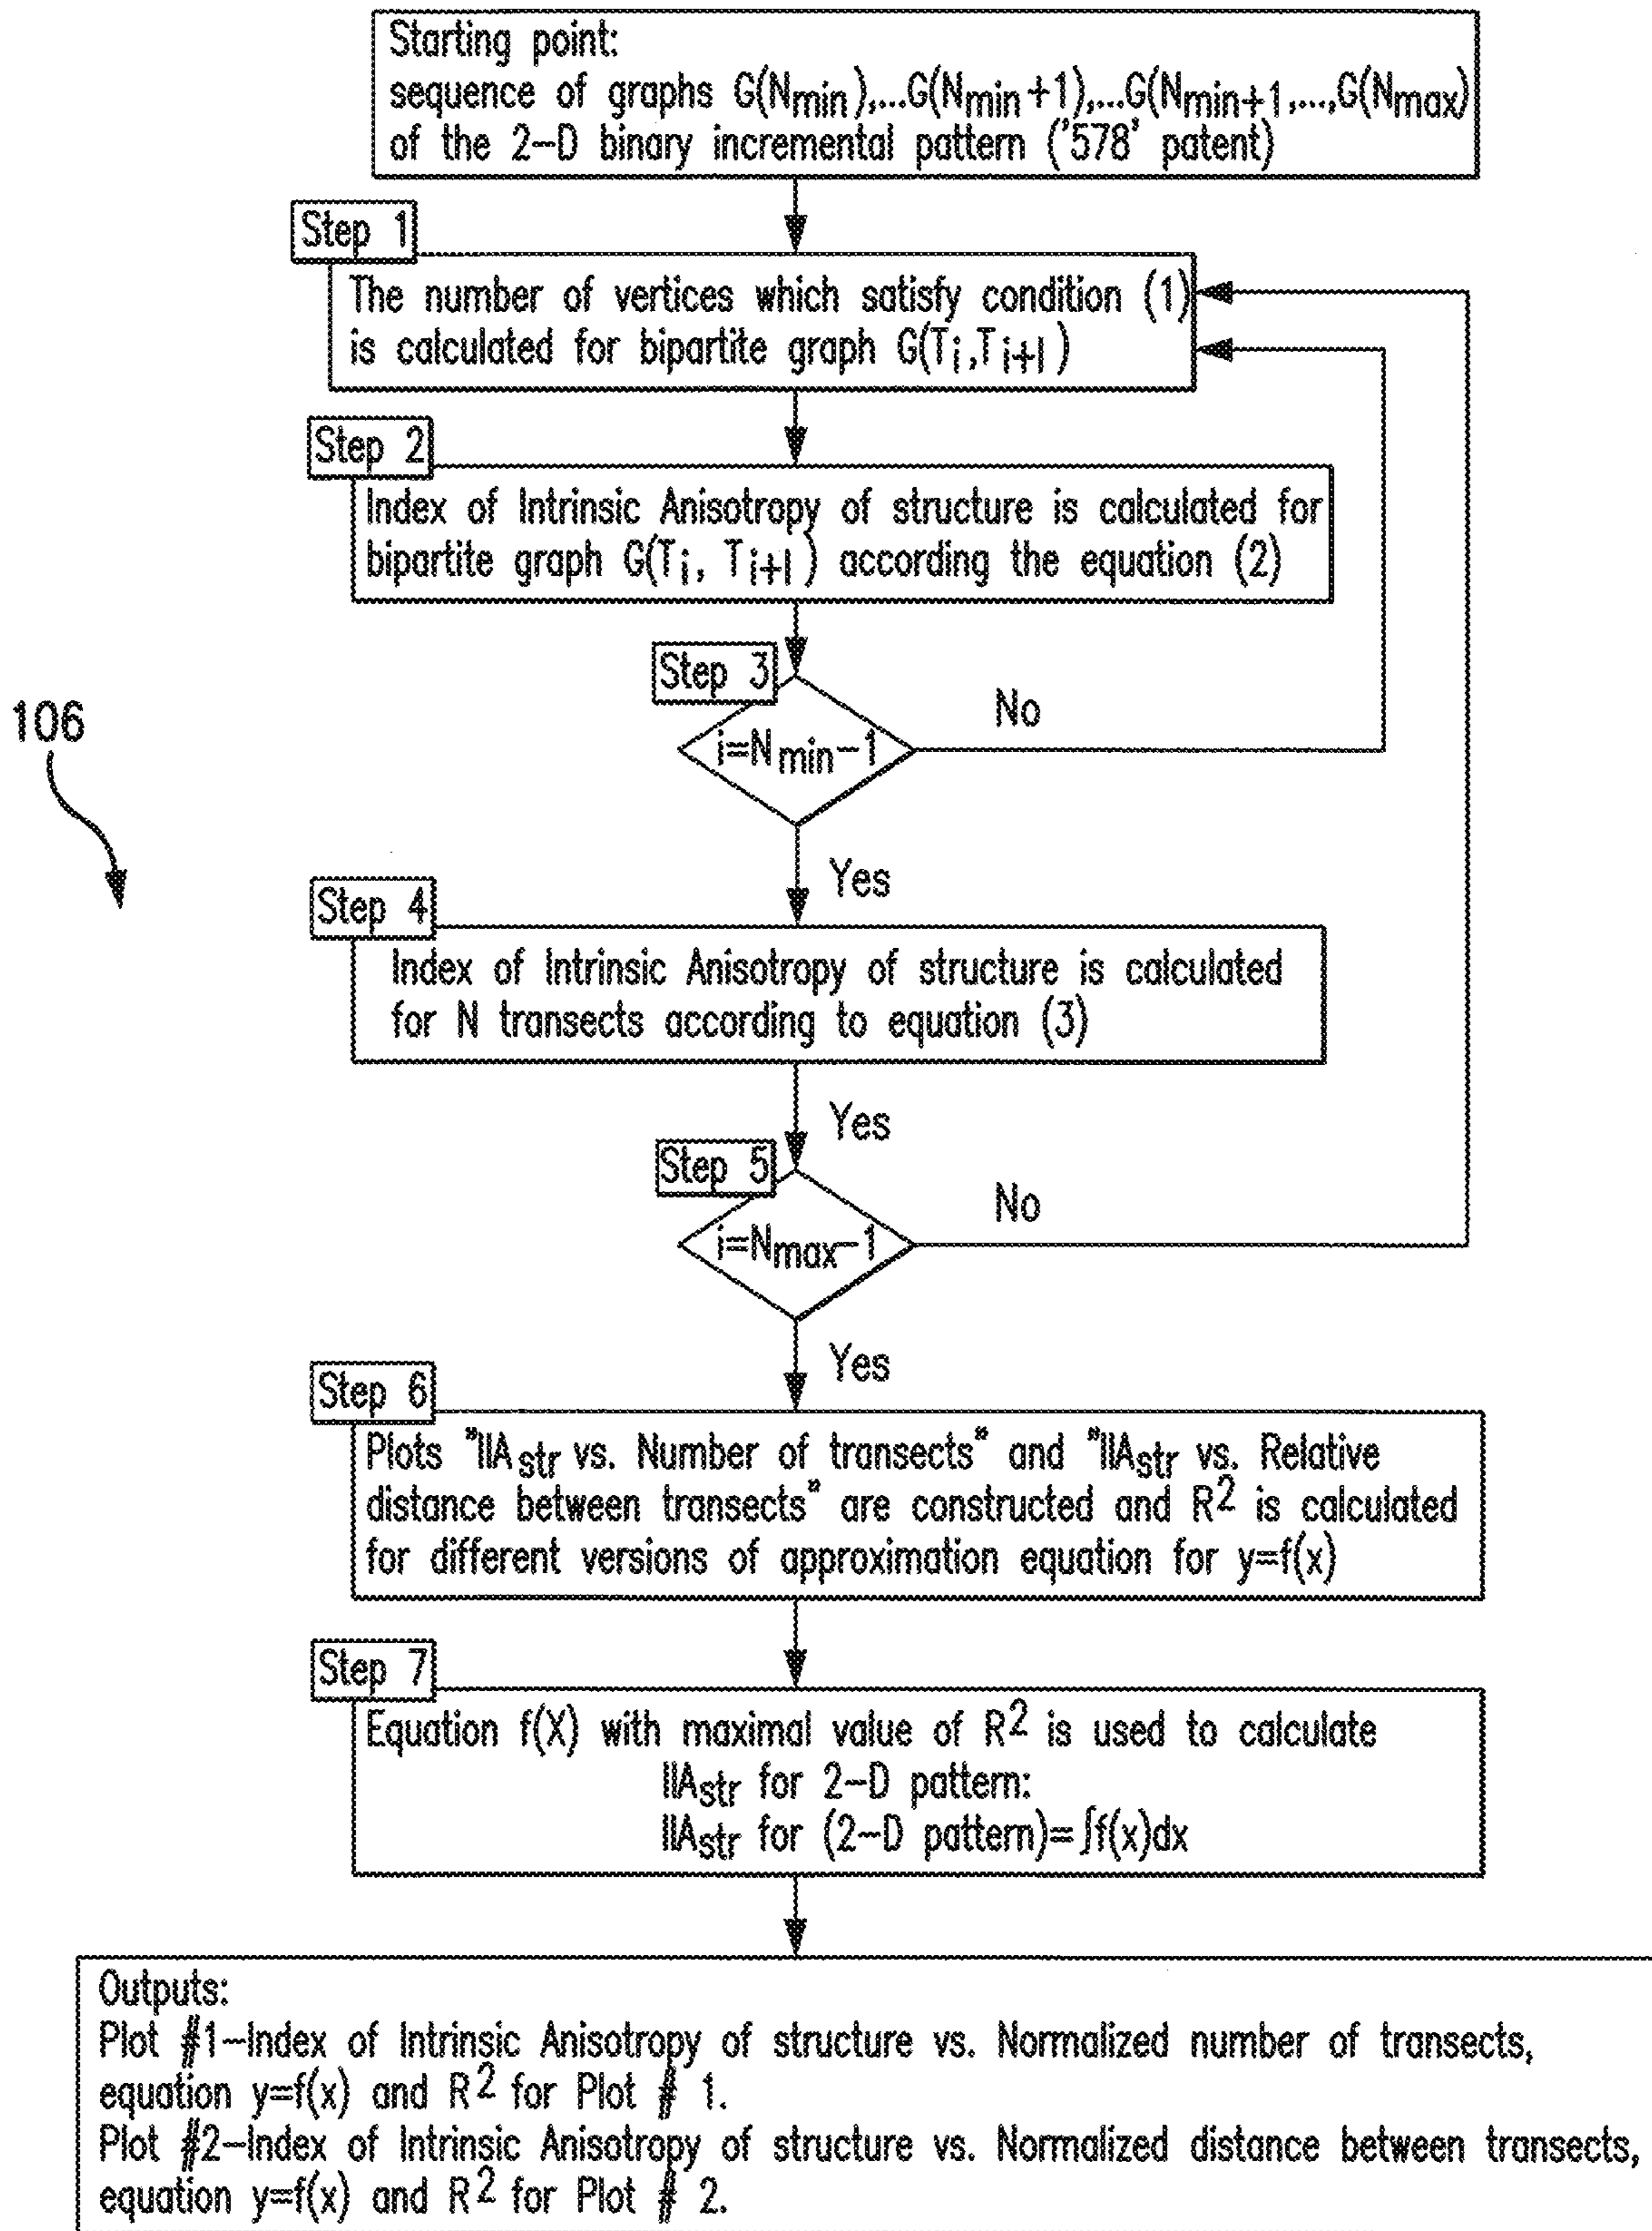 Starting point:
sequence of graphs G(Nmin),...G(Nmin+1),...G(Nmin+1,...,G(Nmax)
of the 2-D binary incremental pattern ('578' patent)
Step 1
The number of vertices which satisfy condition (1)
is calculated for bipartite graph G(Ti,Ti+I)
Step 2
Index of Intrinsic Anisotropy of structure is calculated for
bipartite graph G(Ti, Ti+I) according the equation (2)
Step 3
i=Nmin-1
No
106
Yes
Step 4
Index of Intrinsic Anisotropy of structure is calculated
for N transects according to equation (3)
Yes
Step 5
i=Nmax-1
No
Yes
Step 6
Plots "IIAstr vs. Number of transects" and "IIAstr vs. Relative
distance between transects" are constructed and R2 is calculated
for different versions of approximation equation for y=f(x)
Step 7
Equation f(X) with maximal value of R2 is used to calculate
IIAstr for 2-D pattern:
IIAstr for (2-D pattern)=∫f(x)dx
Outputs:
Plot #1-Index of Intrinsic Anisotropy of structure vs. Normalized number of transects,
equation y=f(x) and R2 for Plot # 1.
Plot #2-Index of Intrinsic Anisotropy of structure vs. Normalized distance between transects,
equation y=f(x) and R2 for Plot # 2.